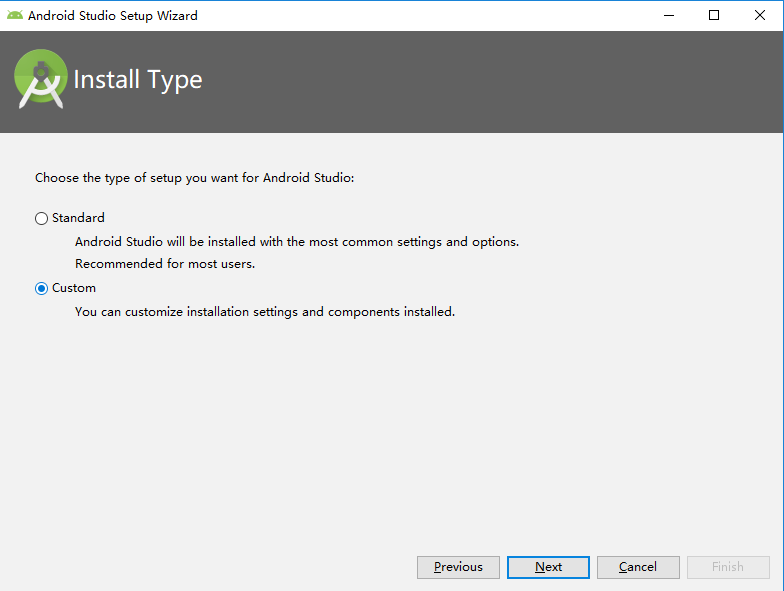 Android Studio Setup Wizard
Install Type
Choose the type of setup you want for Android Studio:
Standard
Android Studio will be installed with the most common settings and options.
Recommended for most users.
Custom
You can customize installation settings and components installed.
Previous Next Cancel Finish